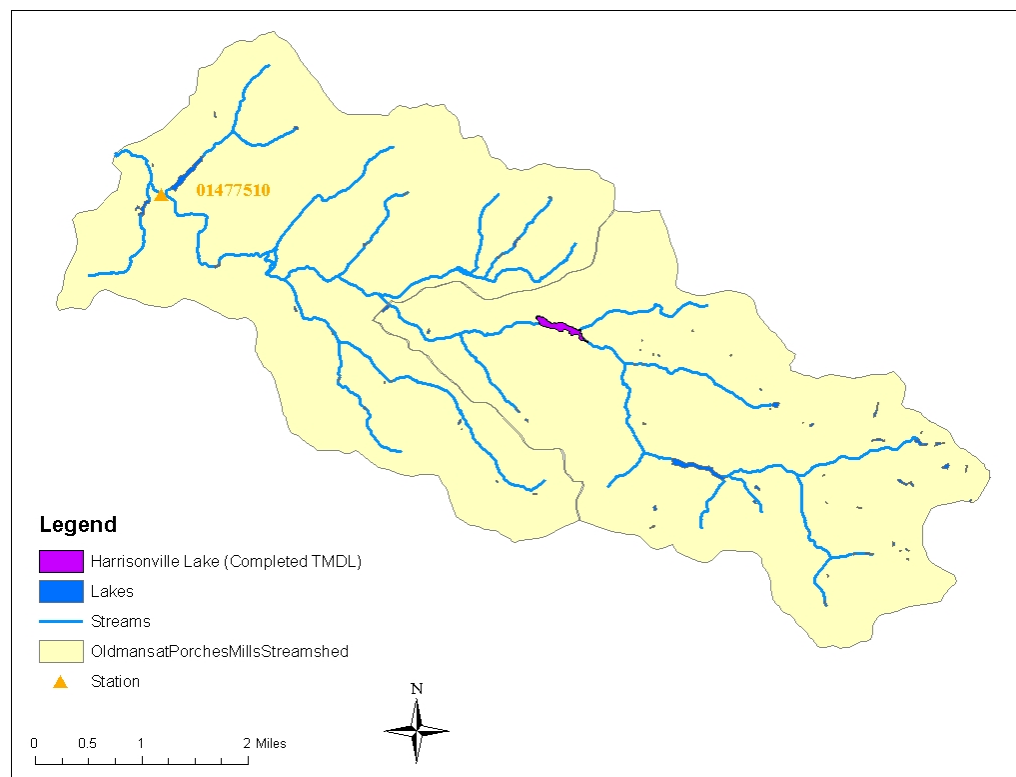 01477510
Legend
Harrisonville Lake (Completed TMDL)
Lakes
Streams
OldmansatPorchesMillsStreamshed
Station
N
0 0.5 1 2 Miles